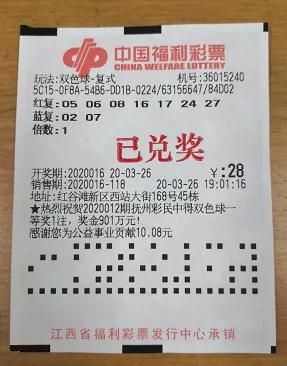 中国福利彩票
CHINA WELFARE LOTTERY
玩法:双色球-复式 机号:36015240
5C15-0F8A-54B6-DD1B-0224/63156647/84D02
红复:05 06 08 16 17 24 27
蓝复:02 07
倍数:1
已兑奖
开奖期:2020016 20-03-26 ¥:28
销售期:2020016-118 20-03-26 19:01:16
地址:红谷滩新区西站大街168号45栋
★热烈祝贺2020012期抚州彩民中得双色球一
等奖1注,奖金901万元!
感谢您为公益事业贡献10.08元
江西省福利彩票发行中心承销